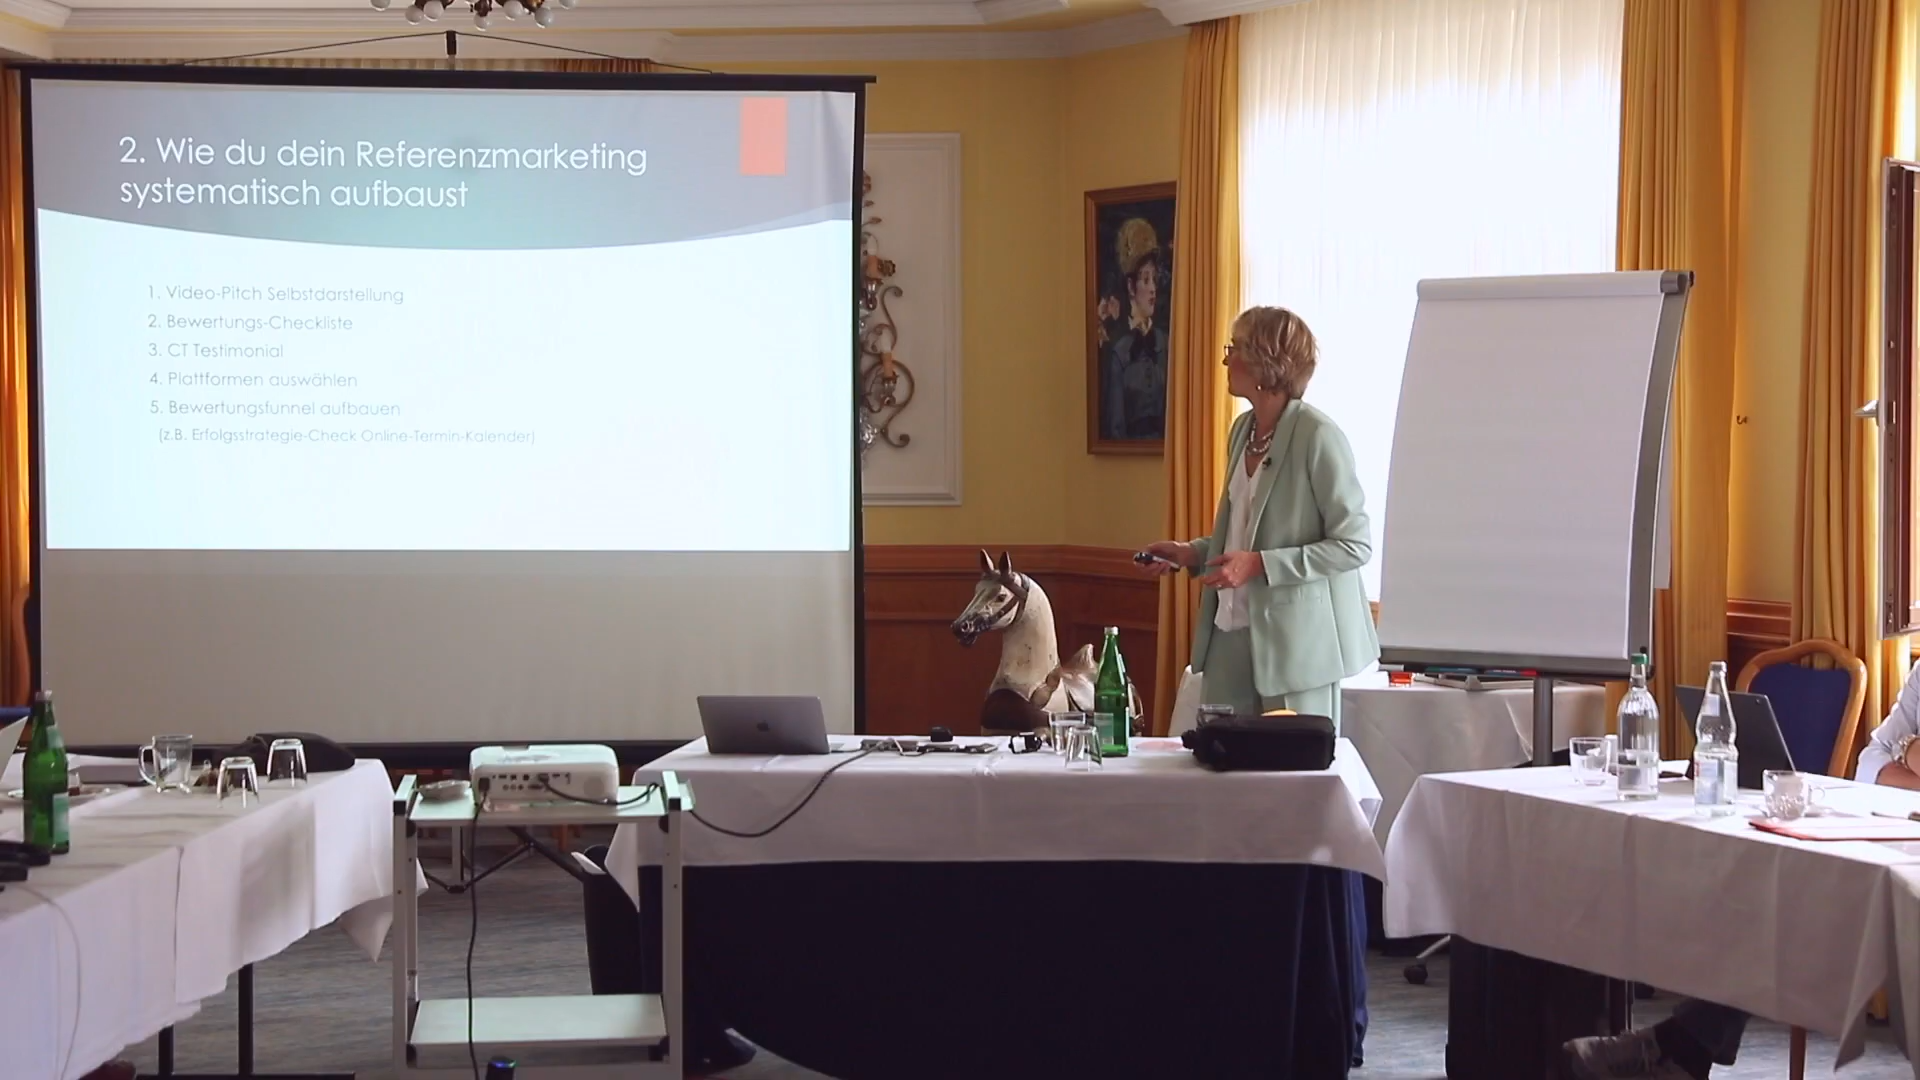 2. Wie du dein Referenzmarketing
systematisch aufbaust
1. Video-Pitch Selbstdarstellung
2. Bewertungs-Checkliste
3. CT Testimonial
4. Plattformen auswählen
5. Bewertungsfunnel aufbauen
(z.B. Erfolgsstrategie-Check Online-Termin-Kalender)